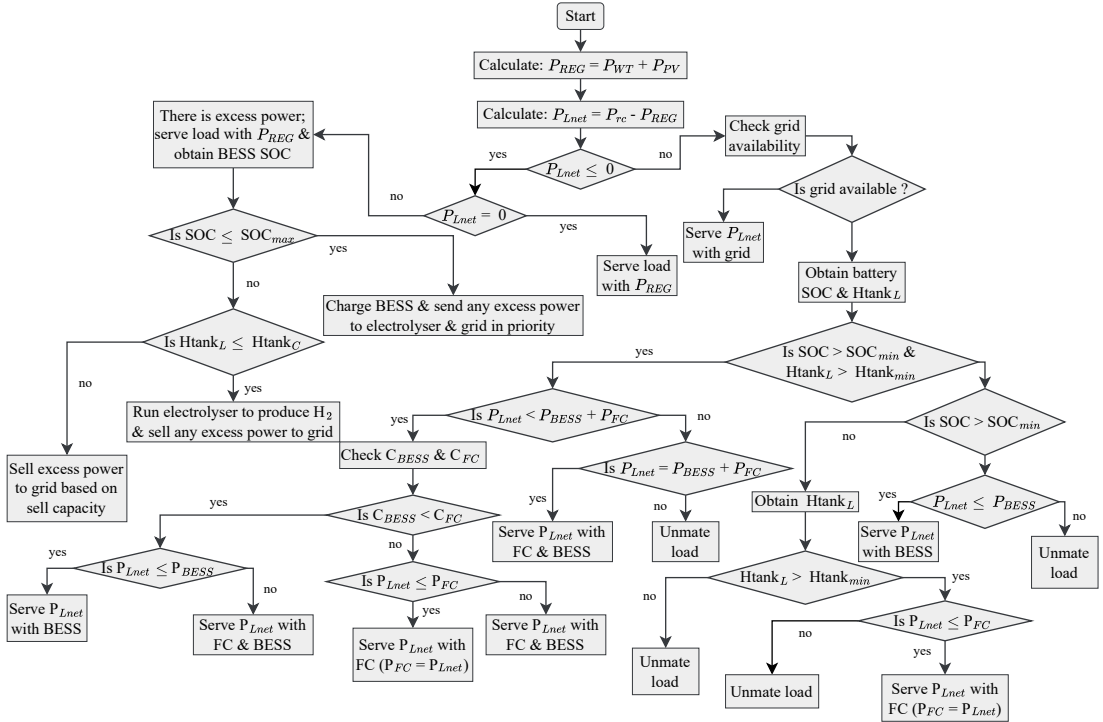 Start
Calculate: P_REG = P_WT + P_PV
Calculate: P_Lnet = P_rc - P_REG
There is excess power;
serve load with P_REG &
obtain BESS SOC
Check grid
availability
yes
no
P_Lnet ≤ 0
Is grid available ?
no
P_Lnet = 0
yes
Serve P_Lnet
with grid
Is SOC ≤ SOC_max
yes
Serve load
with P_REG
Obtain battery
SOC & Htank_L
no
Charge BESS & send any excess power
to electrolyser & grid in priority
Is Htank_L ≤ Htank_C
yes
Is SOC > SOC_min &
Htank_L > Htank_min
no
yes
Run electrolyser to produce H_2
& sell any excess power to grid
yes
Is P_Lnet < P_BESS + P_FC
no
Is SOC > SOC_min
no
Check C_BESS & C_FC
Sell excess power
to grid based on
sell capacity
Is P_Lnet = P_BESS + P_FC
yes
Obtain Htank_L
yes
P_Lnet ≤ P_BESS
no
yes
Is C_BESS < C_FC
no
Serve P_Lnet with
FC & BESS
no
Unmate
load
Serve P_Lnet
with BESS
Unmate
load
yes
Is P_Lnet ≤ P_BESS
no
Is P_Lnet ≤ P_FC
no
yes
Htank_L > Htank_min
yes
no
Serve P_Lnet
with BESS
Serve P_Lnet with
FC & BESS
Serve P_Lnet with
FC (P_FC = P_Lnet)
Serve P_Lnet with
FC & BESS
no
Is P_Lnet ≤ P_FC
yes
Unmate
load
Unmate load
Serve P_Lnet with
FC (P_FC = P_Lnet)